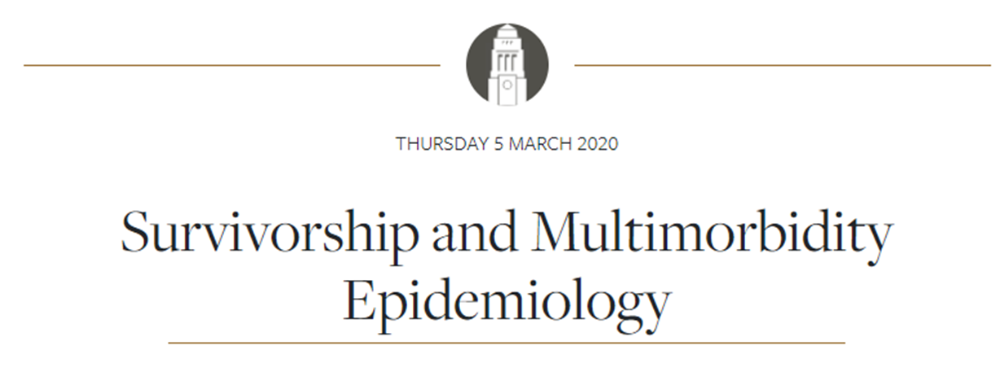 THURSDAY 5 MARCH 2020
Survivorship and Multimorbidity
Epidemiology